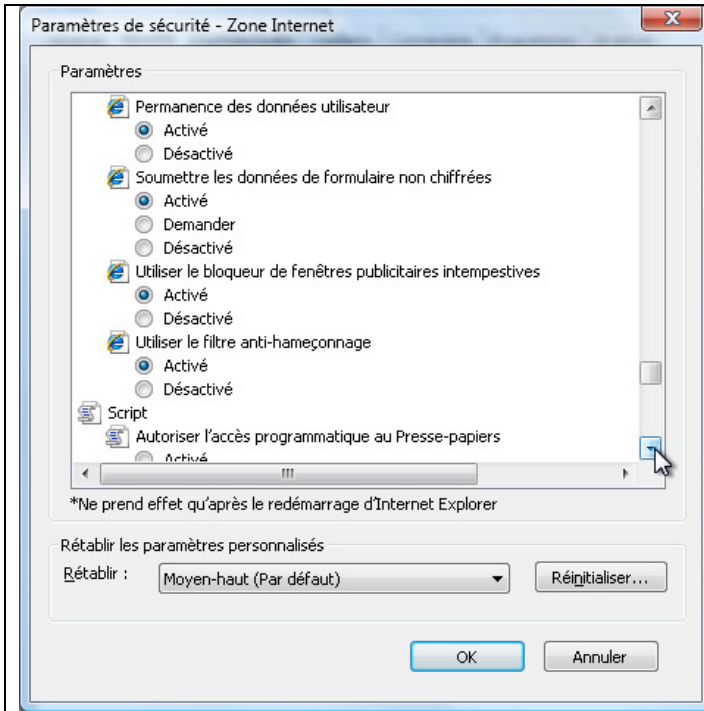 Paramètres de sécurité - Zone Internet
Paramètres
Permanence des données utilisateur
Activé
Désactivé
Soumettre les données de formulaire non chiffrées
Activé
Demander
Désactivé
Utiliser le bloqueur de fenêtres publicitaires intempestives
Activé
Désactivé
Utiliser le filtre anti-hameçonnage
Activé
Désactivé
Script
Autoriser l'accès programmatique au Presse-papiers
Activé
*Ne prend effet qu'après le redémarrage d'Internet Explorer
Rétablir les paramètres personnalisés
Rétablir : Moyen-haut (Par défaut) Réinitialiser...
OK Annuler